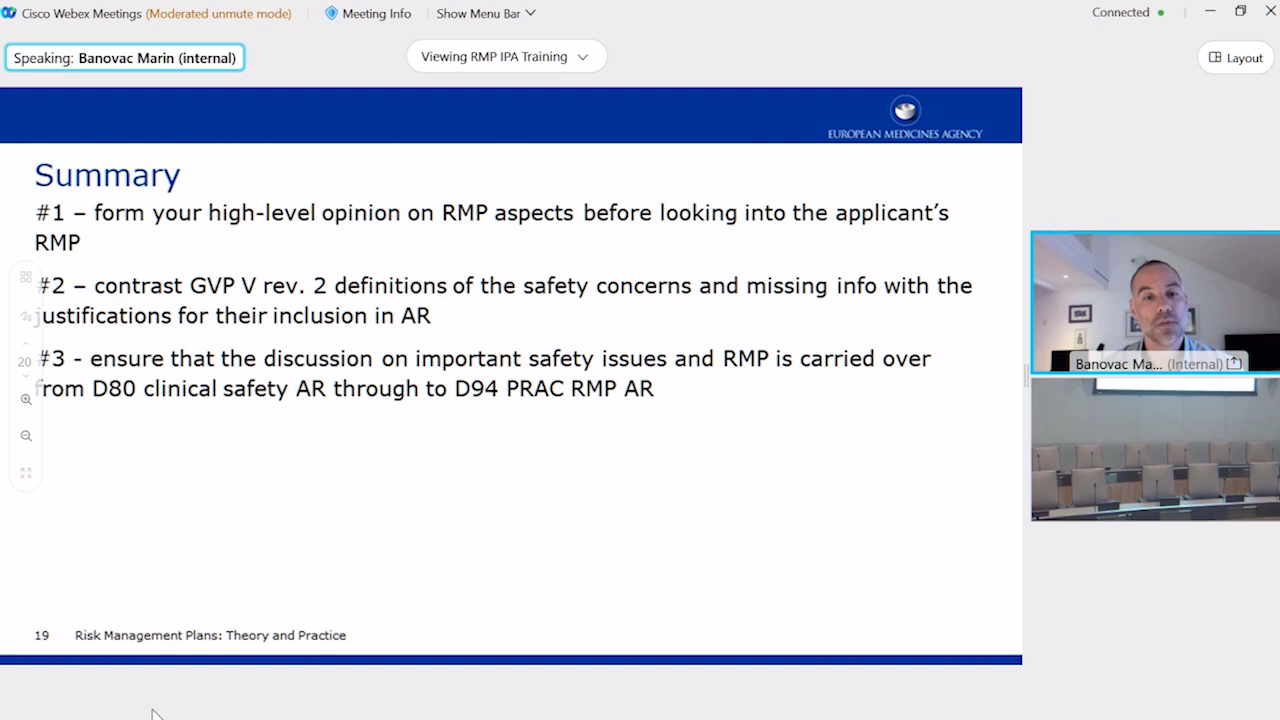 Cisco Webex Meetings (Moderated unmute mode) Meeting Info Show Menu Bar Connected
Speaking: Banovac Marin (internal) Viewing RMP IPA Training Layout
EUROPEAN MEDICINES AGENCY
Summary
#1 – form your high-level opinion on RMP aspects before looking into the applicant's
RMP
#2 – contrast GVP V rev. 2 definitions of the safety concerns and missing info with the
justifications for their inclusion in AR
#3 - ensure that the discussion on important safety issues and RMP is carried over
20
from D80 clinical safety AR through to D94 PRAC RMP AR
Banovac Ma... (Internal)
19 Risk Management Plans: Theory and Practice